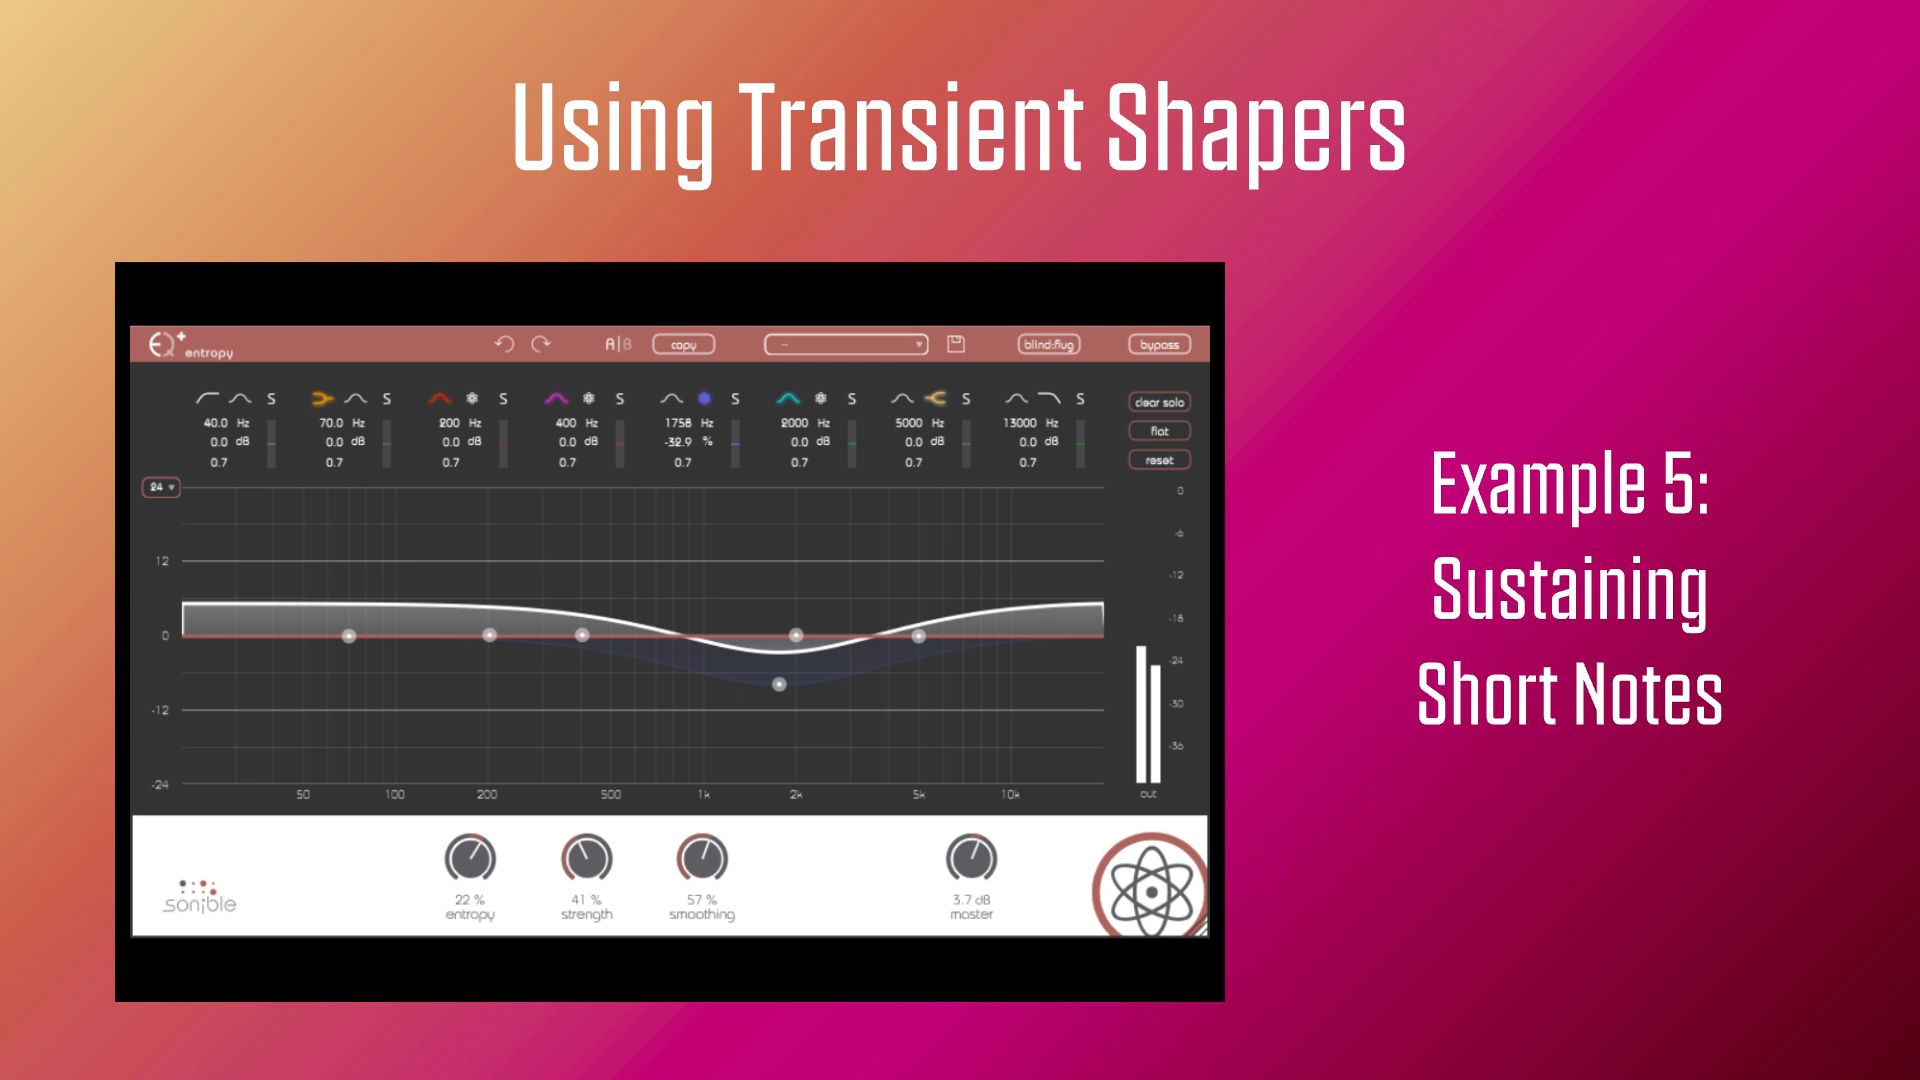 Using Transient Shapers
EQ+ entropy
A|B
copy
--
blind:flug
bypass
S S S S S S S S
40.0 Hz 70.0 Hz 200 Hz 400 Hz 1758 Hz 2000 Hz 5000 Hz 13000 Hz
0.0 dB 0.0 dB 0.0 dB 0.0 dB -32.9 % 0.0 dB 0.0 dB 0.0 dB
0.7 0.7 0.7 0.7 0.7 0.7 0.7 0.7
clear solo
flat
reset
24
12
0
-12
-24
50 100 200 500 1k 2k 5k 10k
0
-6
-12
-18
-24
-30
-36
out
22 % 41 % 57 % 3.7 dB
entropy strength smoothing master
sonible
Example 5:
Sustaining
Short Notes